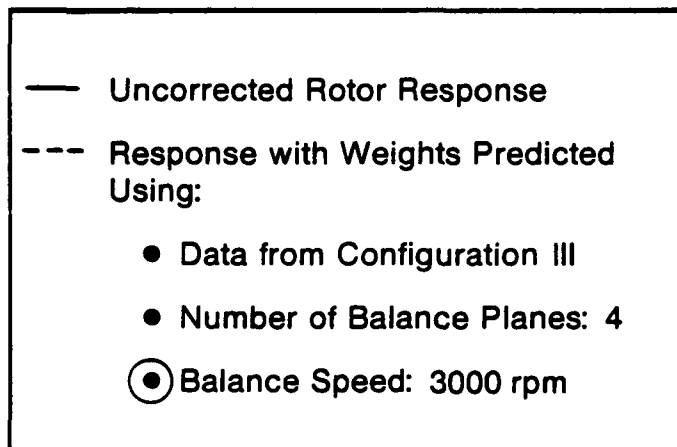 Uncorrected Rotor Response
Response with Weights Predicted
Using:
● Data from Configuration III
● Number of Balance Planes: 4
● Balance Speed: 3000 rpm